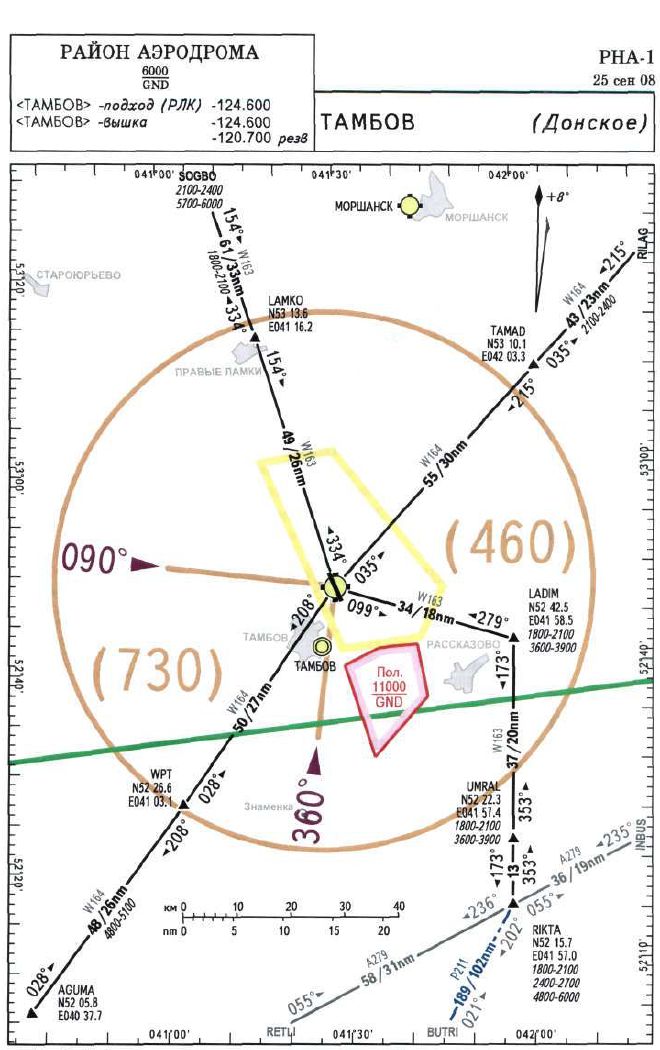 РАЙОН АЭРОДРОМА
6000
GND
<ТАМБОВ> -подход (РЛК) -124.600
<ТАМБОВ> -вышка -124.600
-120.700 резв
РНА-1
25 сен 08
ТАМБОВ (Донское)
041°00' 041°30' 042°00'
SOGBO
2100-2400
5700-6000
МОРШАНСК
МОРШАНСК
+8°
RILAG
154°
W163
61/33nm
1800-2100
334°
215°
W164
43/23nm
2100-2400
035°
53°20'
СТАРОЮРЬЕВО
LAMKO
N53 13.6
E041 16.2
TAMAD
N53 10.1
E042 03.3
215°
154°
ПРАВЫЕ ЛАМКИ
49/26nm
W163
W164
55/30nm
53°00'
53°00'
334°
035°
090°
(460)
208°
099°
W163
34/18nm
279°
LADIM
N52 42.5
E041 58.5
1800-2100
3600-3900
ТАМБОВ
ТАМБОВ
РАССКАЗОВО
173°
Пол.
11000
GND
(730)
52°40'
52°40'
W164
50/27nm
W163
37/20nm
WPT
N52 26.6
E041 03.1
028°
208°
Знаменка
360°
UMRAL
N52 22.3
E041 57.4
1800-2100
3600-3900
353°
52°20'
W164
48/26nm
4800-5100
173°
13
353°
A279
36/19nm
235°
INBUS
км 0 10 20 30 40
nm 0 5 10 15 20
236°
055°
RIKTA
N52 15.7
E041 57.0
1800-2100
2400-2700
4800-6000
202°
P211
189/102nm
021°
A279
58/31nm
055°
028°
AGUMA
N52 05.8
E040 37.7
52°10'
RETLI
BUTRI
041°00' 041°30' 042°00'